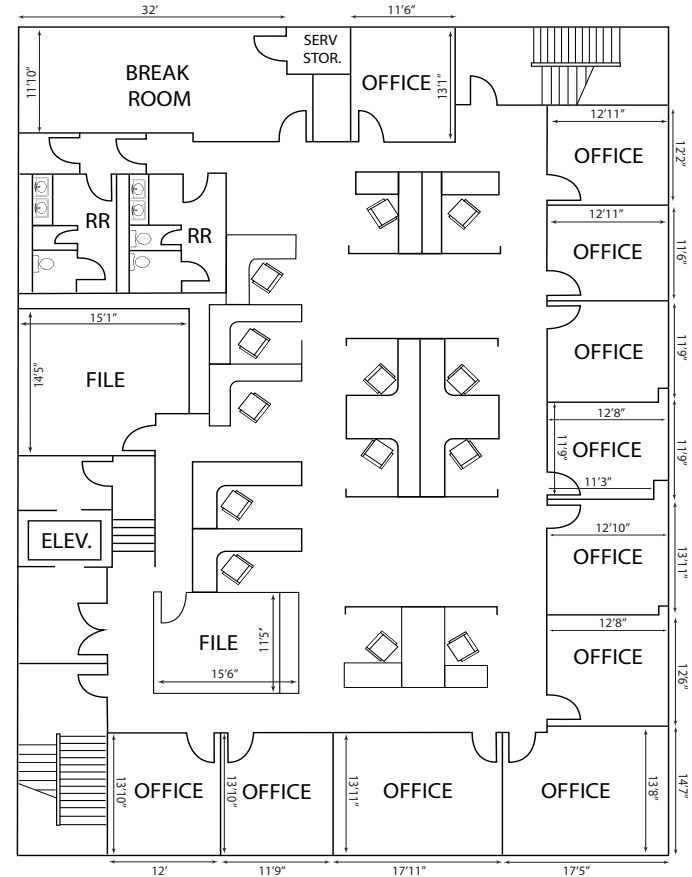 32'
11'6"
SERV
STOR.
BREAK
ROOM
11'10"
OFFICE
13'1"
12'11"
12'2"
OFFICE
RR
RR
12'11"
11'6"
OFFICE
15'1"
14'5"
FILE
11'9"
OFFICE
12'8"
11'9"
11'9"
OFFICE
11'3"
ELEV.
12'10"
13'11"
OFFICE
FILE
11'5"
15'6"
12'8"
12'6"
OFFICE
13'10"
OFFICE
13'10"
OFFICE
13'11"
OFFICE
OFFICE
13'8"
14'7"
12'
11'9"
17'11"
17'5"